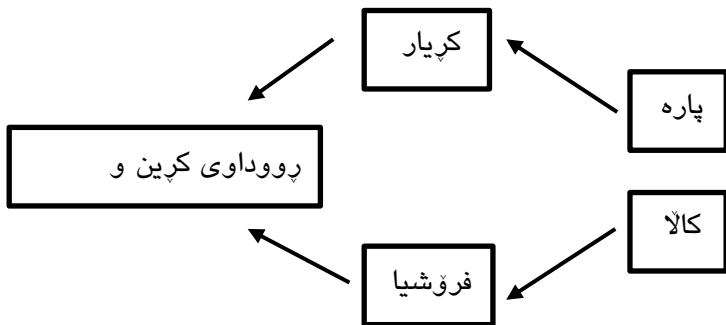 کڕیار
پارە
ڕووداوی کڕین و
کاڵا
فرۆشیا